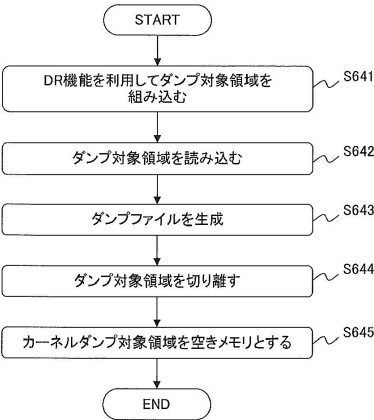 START
DR機能を利用してダンプ対象領域を
組み込む
S641
ダンプ対象領域を読み込む
S642
ダンプファイルを生成
S643
ダンプ対象領域を切り離す
S644
カーネルダンプ対象領域を空きメモリとする
S645
END